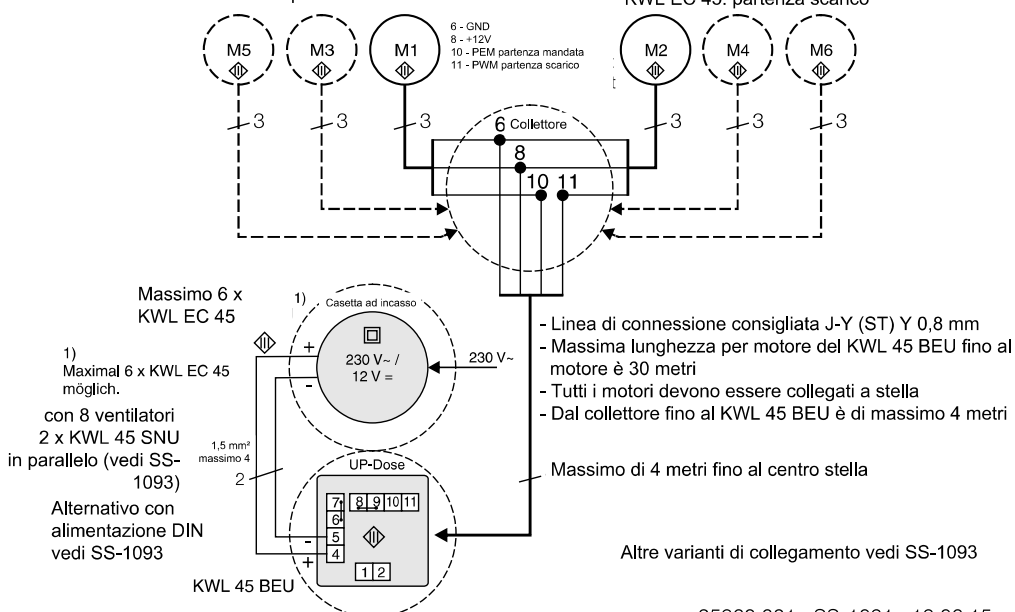 KWL EC 45: partenza scarico
M5
M3
M1
6 - GND
8 - +12V
10 - PEM partenza mandata
11 - PWM partenza scarico
M2
M4
M6
3
3
3
3
3
3
6 Collettore
8
10 11
Massimo 6 x
KWL EC 45
1)
Casetta ad incasso
+
-
230 V~ /
12 V =
230 V~
1)
Maximal 6 x KWL EC 45
möglich.
con 8 ventilatori
2 x KWL 45 SNU
in parallelo (vedi SS-
1093)
Alternativo con
alimentazione DIN
vedi SS-1093
1,5 mm²
massimo 4
2
- Linea di connessione consigliata J-Y (ST) Y 0,8 mm
- Massima lunghezza per motore del KWL 45 BEU fino al
motore è 30 metri
- Tutti i motori devono essere collegati a stella
- Dal collettore fino al KWL 45 BEU è di massimo 4 metri
UP-Dose
7 8 9 10 11
6
- 5
+ 4
1 2
KWL 45 BEU
Massimo di 4 metri fino al centro stella
Altre varianti di collegamento vedi SS-1093